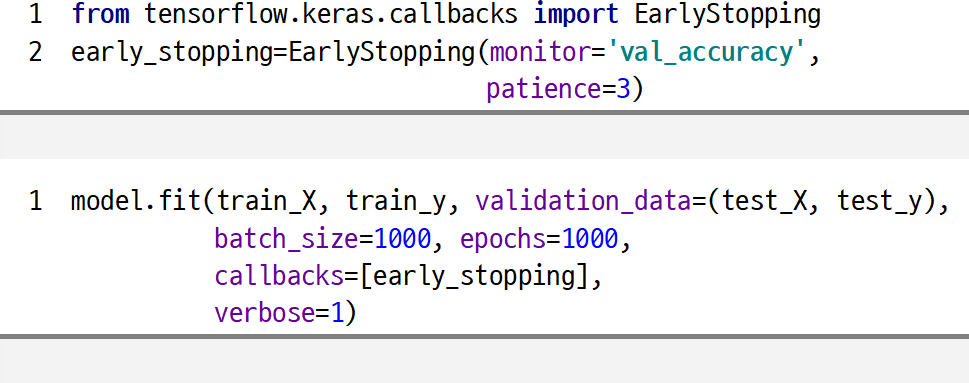 1 from tensorflow.keras.callbacks import EarlyStopping
2 early_stopping=EarlyStopping(monitor='val_accuracy',
patience=3)
1 model.fit(train_X, train_y, validation_data=(test_X, test_y),
batch_size=1000, epochs=1000,
callbacks=[early_stopping],
verbose=1)